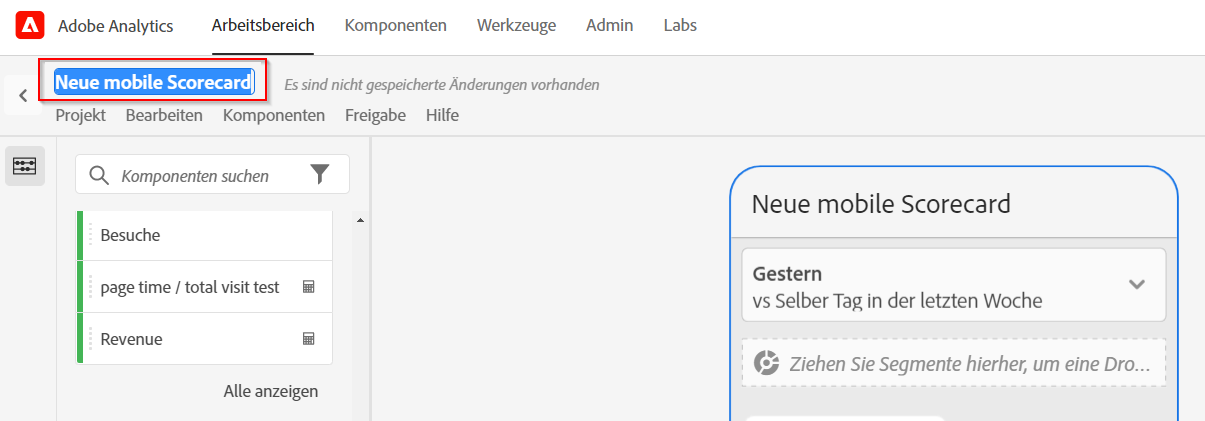 Adobe Analytics Arbeitsbereich Komponenten Werkzeuge Admin Labs
Neue mobile Scorecard Es sind nicht gespeicherte Änderungen vorhanden
Projekt Bearbeiten Komponenten Freigabe Hilfe
Komponenten suchen
Besuche
page time / total visit test
Revenue
Alle anzeigen
Neue mobile Scorecard
Gestern
vs Selber Tag in der letzten Woche
Ziehen Sie Segmente hierher, um eine Dro...